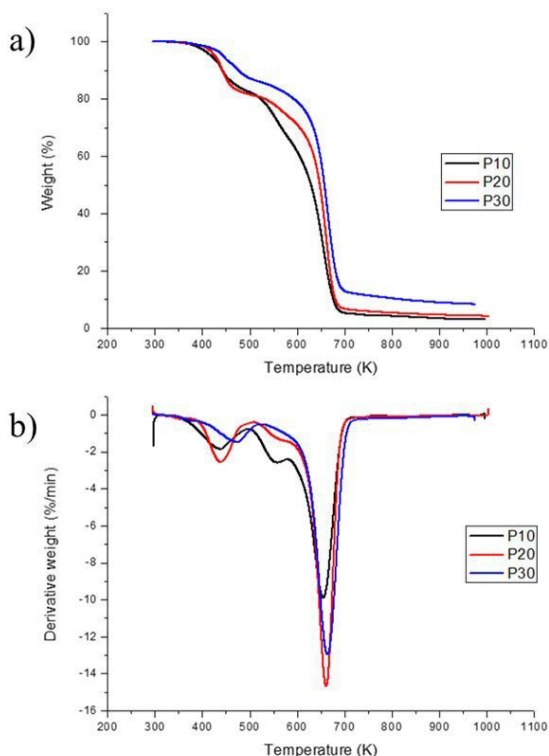 a)
100
80
60
40
20
0
Weight (%)
P10
P20
P30
200 300 400 500 600 700 800 900 1000 1100
Temperature (K)
b)
0
-2
-4
-6
-8
-10
-12
-14
-16
Derivative weight (%/min)
P10
P20
P30
200 300 400 500 600 700 800 900 1000 1100
Temperature (K)